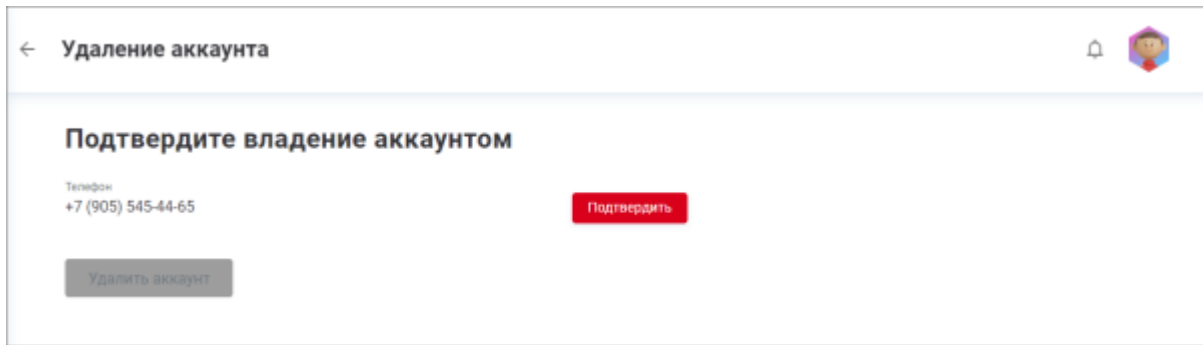 Удаление аккаунта
Подтвердите владение аккаунтом
Телефон
+7 (905) 545-44-65
Подтвердить
Удалить аккаунт